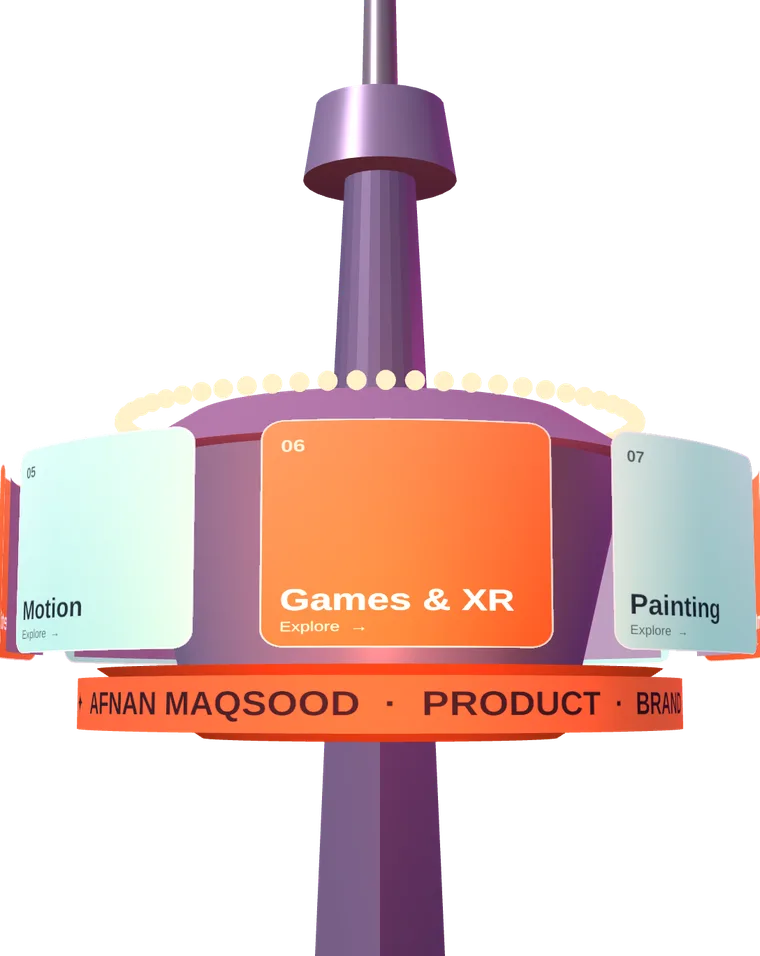 05
Motion
Explore →
06
Games & XR
Explore →
07
Painting
Explore →
AFNAN MAQSOOD · PRODUCT · BRAND